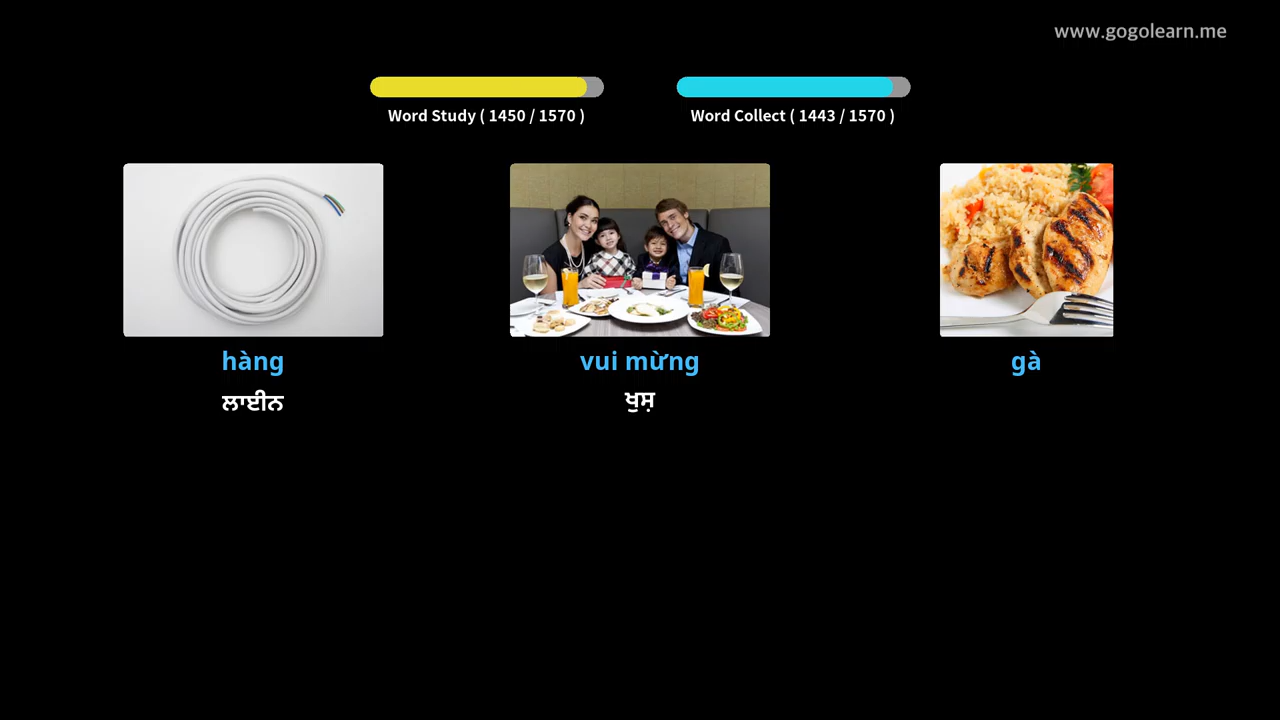 www.gogolearn.me
Word Study ( 1450 / 1570 )
Word Collect ( 1443 / 1570 )
hàng
vui mừng
gà
ਲਾਈਨ
ਖੁਸ਼